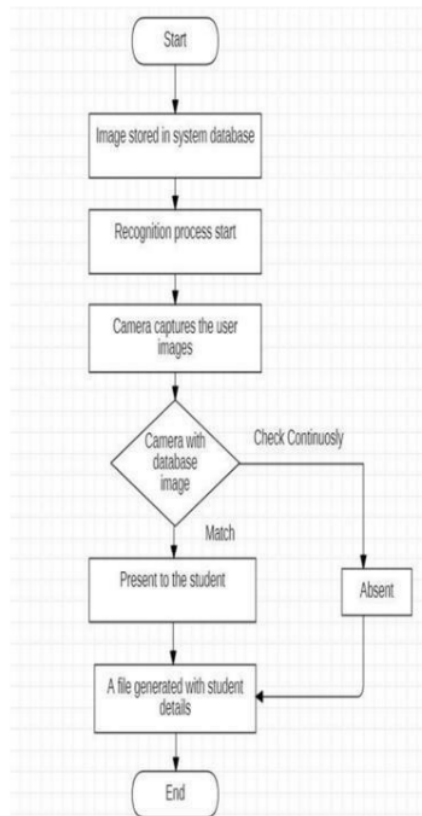 Start
Image stored in system database
Recognition process start
Camera captures the user
images
Camera with
database
image
Check Continuosly
Match
Present to the student
Absent
A file generated with student
details
End